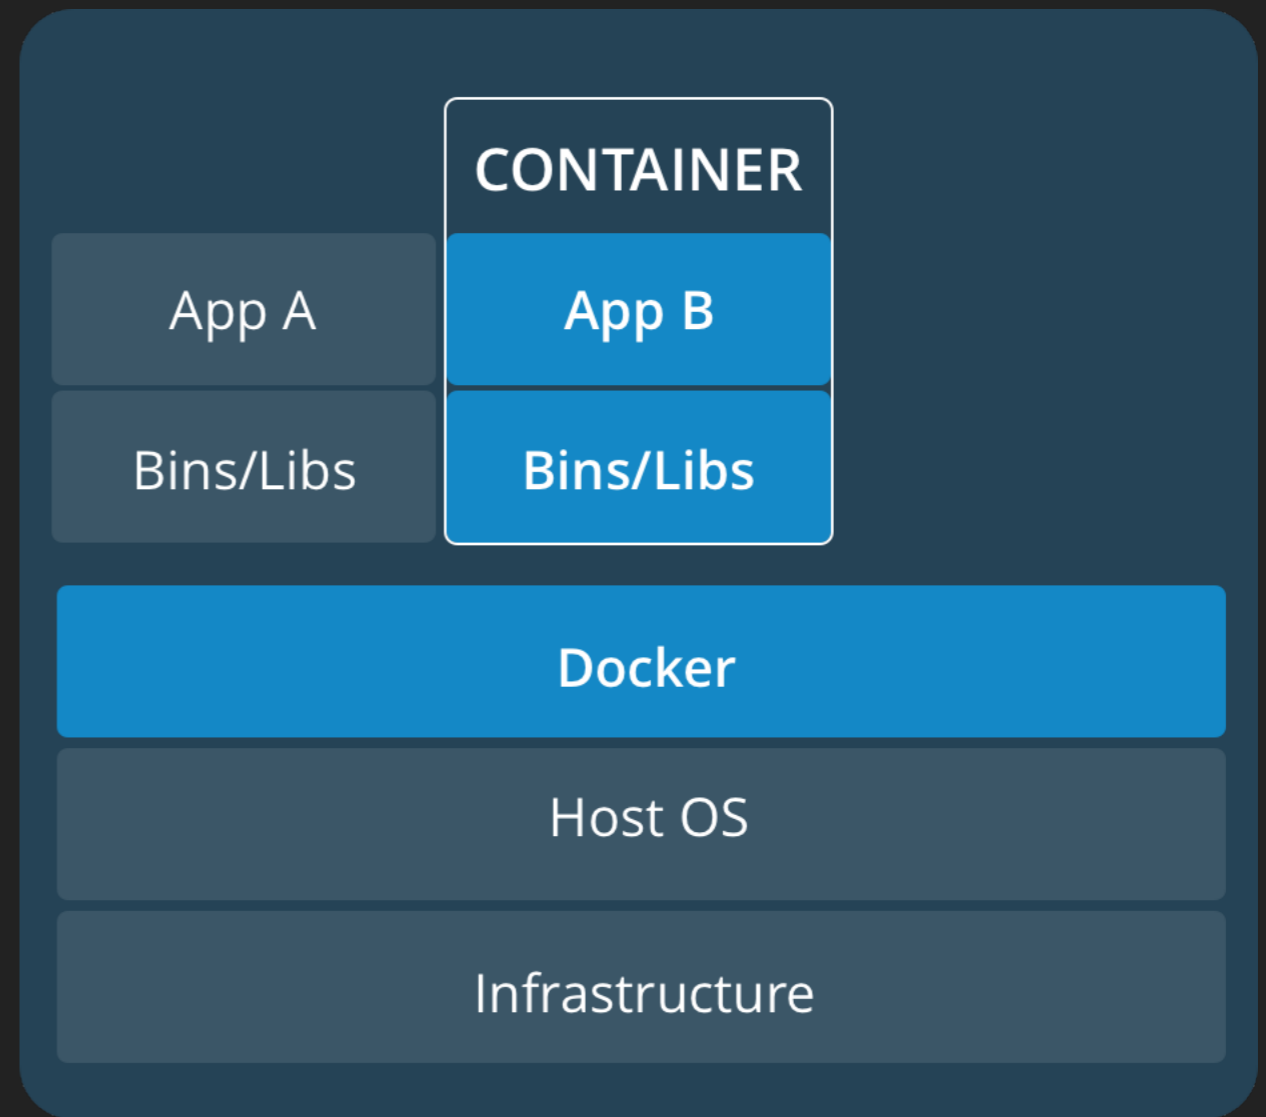 CONTAINER
App A
App B
Bins/Libs
Bins/Libs
Docker
Host OS
Infrastructure